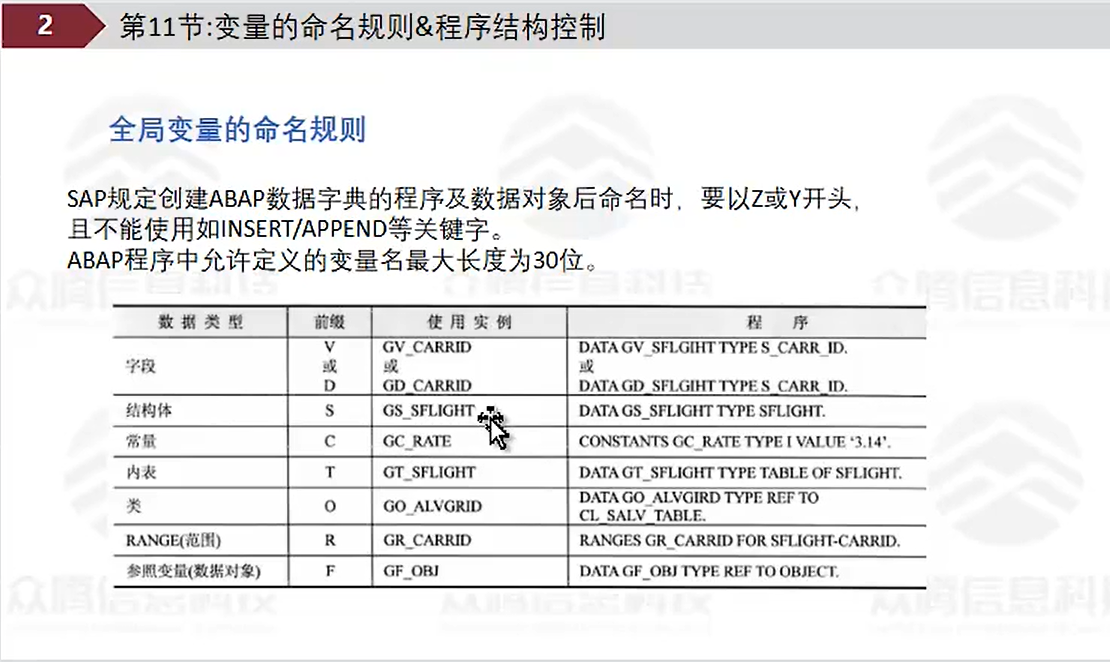 2
第11节:变量的命名规则&程序结构控制
全局变量的命名规则
SAP规定创建ABAP数据字典的程序及数据对象后命名时，要以Z或Y开头，
且不能使用如INSERT/APPEND等关键字。
ABAP程序中允许定义的变量名最大长度为30位。
数据类型 前缀 使用实例 程序
字段 V 或 D GV_CARRID 或 GD_CARRID DATA GV_SFLGIHT TYPE S_CARR_ID. 或 DATA GD_SFLGIHT TYPE S_CARR_ID.
结构体 S GS_SFLIGHT DATA GS_SFLIGHT TYPE SFLIGHT.
常量 C GC_RATE CONSTANTS GC_RATE TYPE I VALUE ‘3.14’.
内表 T GT_SFLIGHT DATA GT_SFLIGHT TYPE TABLE OF SFLIGHT.
类 O GO_ALVGRID DATA GO_ALVGIRD TYPE REF TO CL_SALV_TABLE.
RANGE(范围) R GR_CARRID RANGES GR_CARRID FOR SFLIGHT-CARRID.
参照变量(数据对象) F GF_OBJ DATA GF_OBJ TYPE REF TO OBJECT.
众腾信息科技